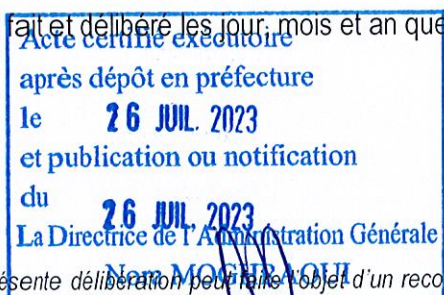 fait et délibéré les jour, mois et an que
Acte certifié exécutoire
après dépôt en préfecture
le 26 JUIL. 2023
et publication ou notification
du 26 JUIL. 2023
La Directrice de l'Administration Générale
ésente délibération peut faire l'objet d'un reco